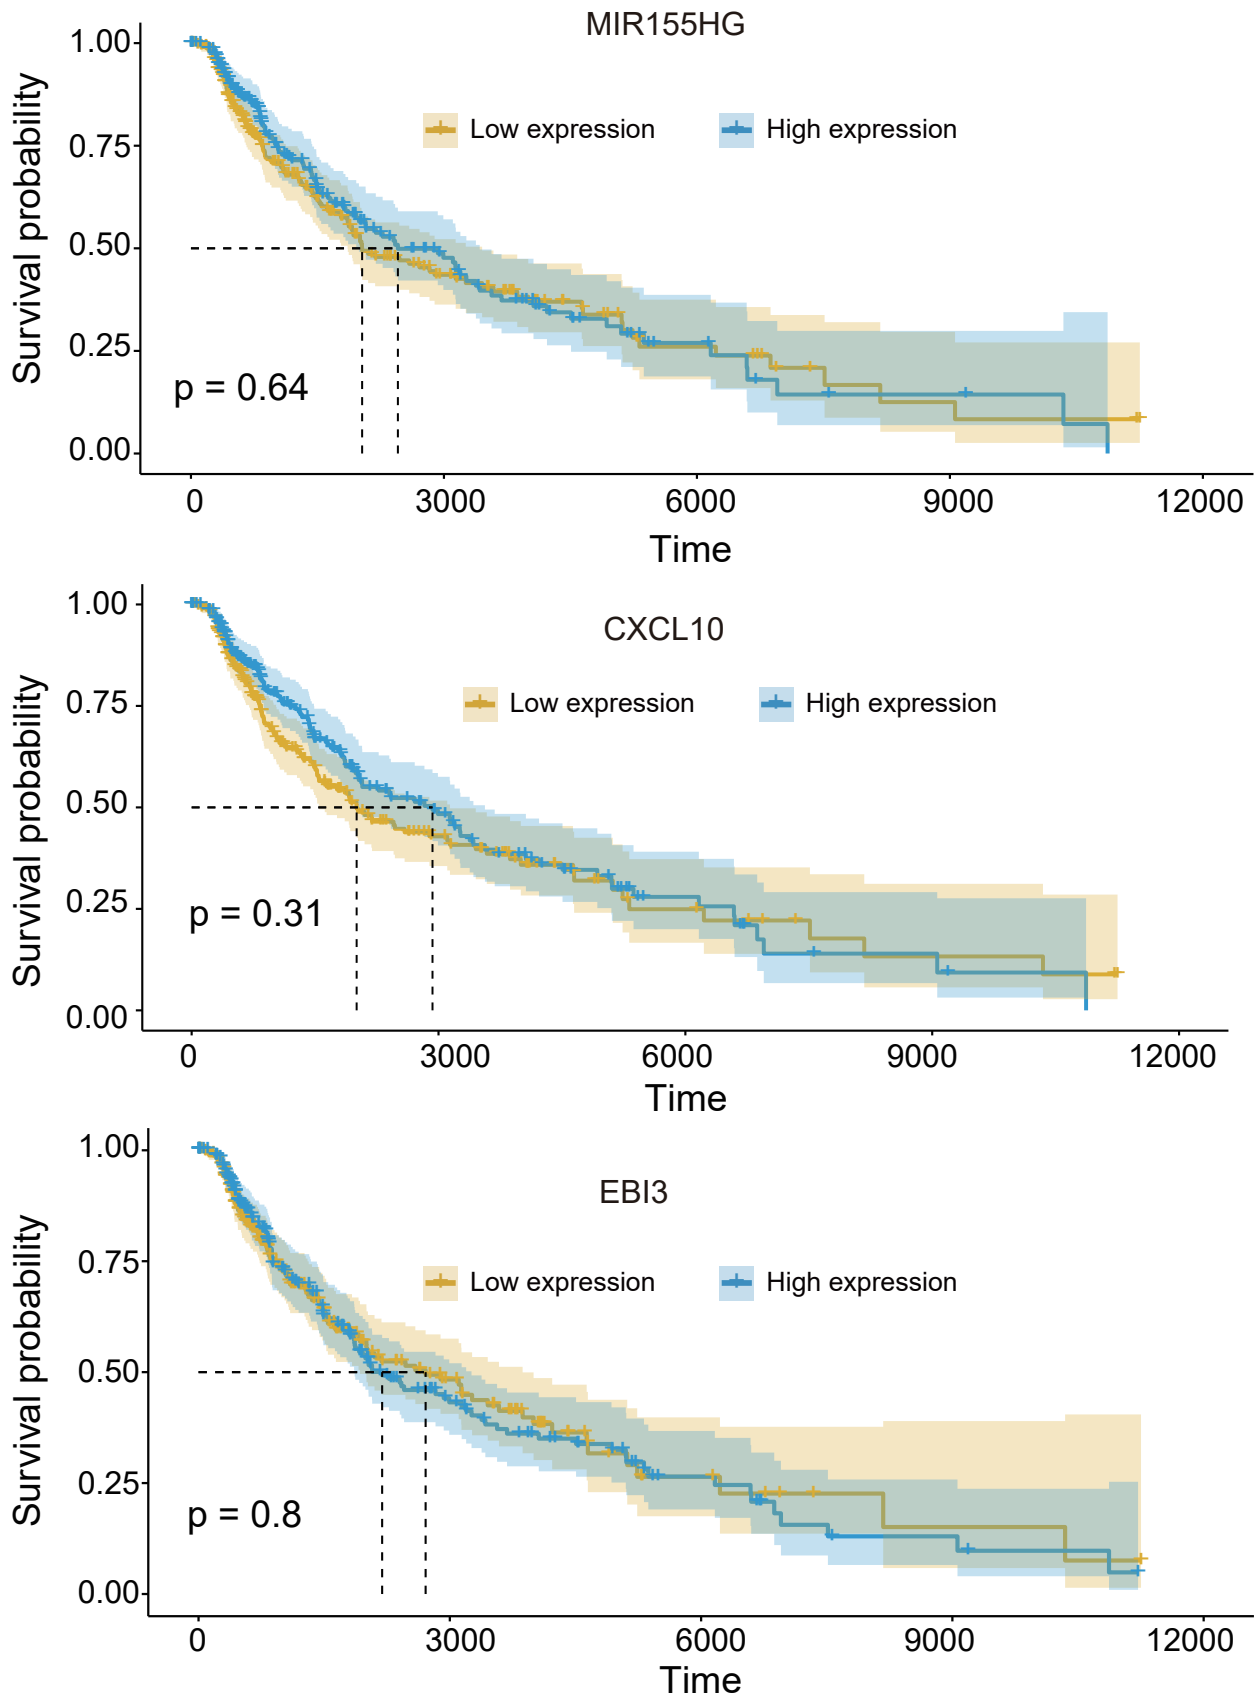 MIR155HG
1.00
Low expression
High expression
0.75
0.50
0.25
p = 0.64
0.00
Survival probability
0
3000
6000
9000
12000
Time
1.00
CXCL10
Low expression
High expression
0.75
0.50
0.25
p = 0.31
0.00
Survival probability
0
3000
6000
9000
12000
Time
1.00
EBI3
Low expression
High expression
0.75
0.50
0.25
p = 0.8
0.00
Survival probability
0
3000
6000
9000
12000
Time